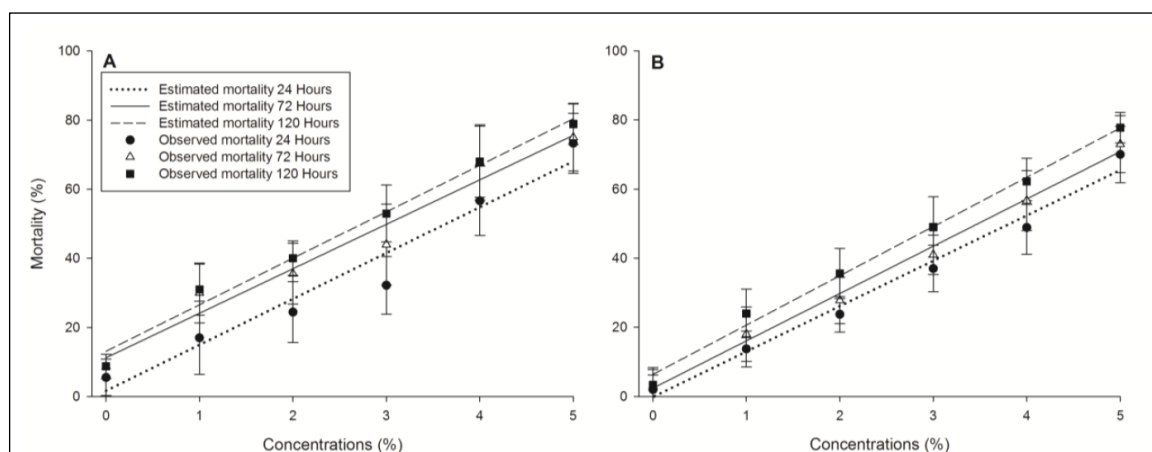 A
B
Estimated mortality 24 Hours
Estimated mortality 72 Hours
Estimated mortality 120 Hours
Observed mortality 24 Hours
Observed mortality 72 Hours
Observed mortality 120 Hours
Mortality (%)
100
80
60
40
20
0
0 1 2 3 4 5
Concentrations (%)
100
80
60
40
20
0
0 1 2 3 4 5
Concentrations (%)